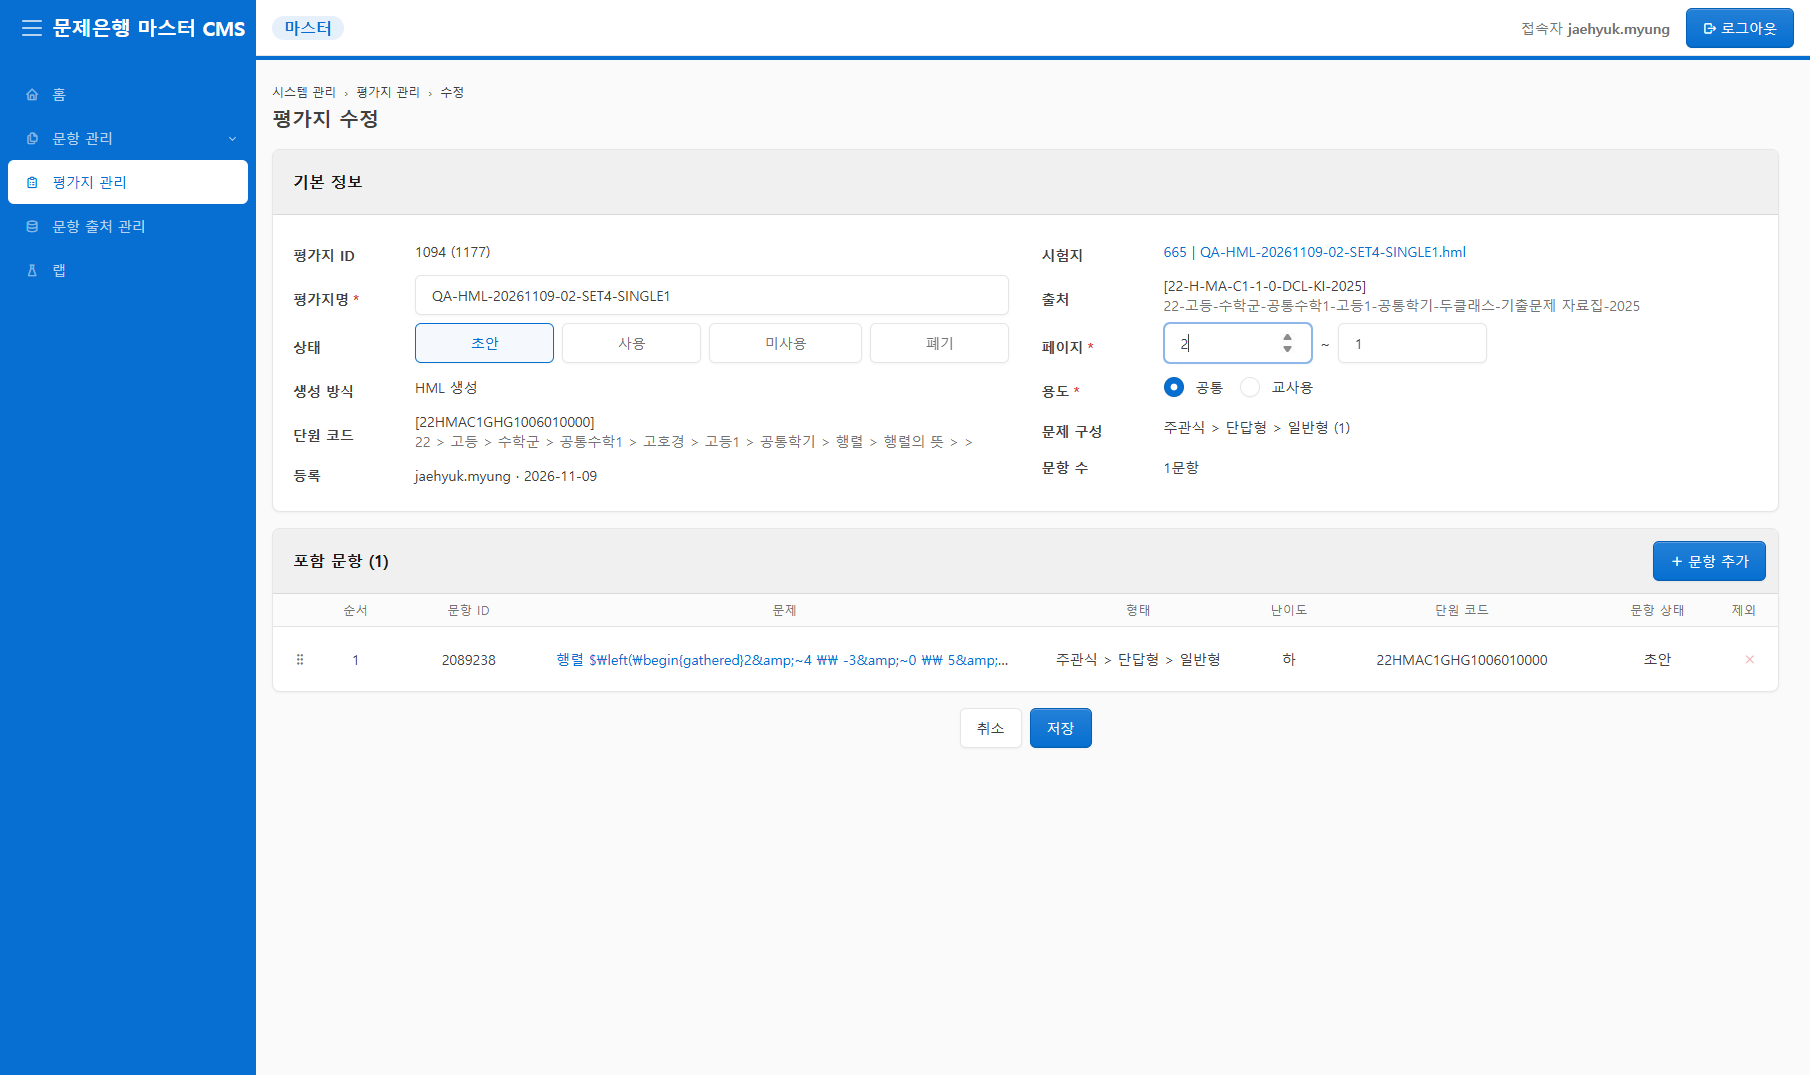 문제은행 마스터 CMS
마스터
접속자 jaehyuk.myung
로그아웃
홈
문항 관리
평가지 관리
문항 출처 관리
랩
시스템 관리 › 평가지 관리 › 수정
평가지 수정
기본 정보
평가지 ID 1094 (1177)
평가지명 * QA-HML-20261109-02-SET4-SINGLE1
상태 초안 사용 미사용 폐기
생성 방식 HML 생성
단원 코드 [22HMAC1GHG1006010000]
22 > 고등 > 수학군 > 공통수학1 > 고호경 > 고등1 > 공통학기 > 행렬 > 행렬의 뜻 > >
등록 jaehyuk.myung · 2026-11-09
시험지 665 | QA-HML-20261109-02-SET4-SINGLE1.hml
출처 [22-H-MA-C1-1-0-DCL-KI-2025]
22-고등-수학군-공통수학1-고등1-공통학기-두클래스-기출문제 자료집-2025
페이지 * 2 ~ 1
용도 * 공통 교사용
문제 구성 주관식 > 단답형 > 일반형 (1)
문항 수 1문항
포함 문항 (1)
+ 문항 추가
순서 문항 ID 문제 형태 난이도 단원 코드 문항 상태 제외
1 2089238 행렬 $₩left(₩begin{gathered}2&amp;~4 ₩₩ -3&amp;~0 ₩₩ 5&amp;... 주관식 > 단답형 > 일반형 하 22HMAC1GHG1006010000 초안 ×
취소 저장